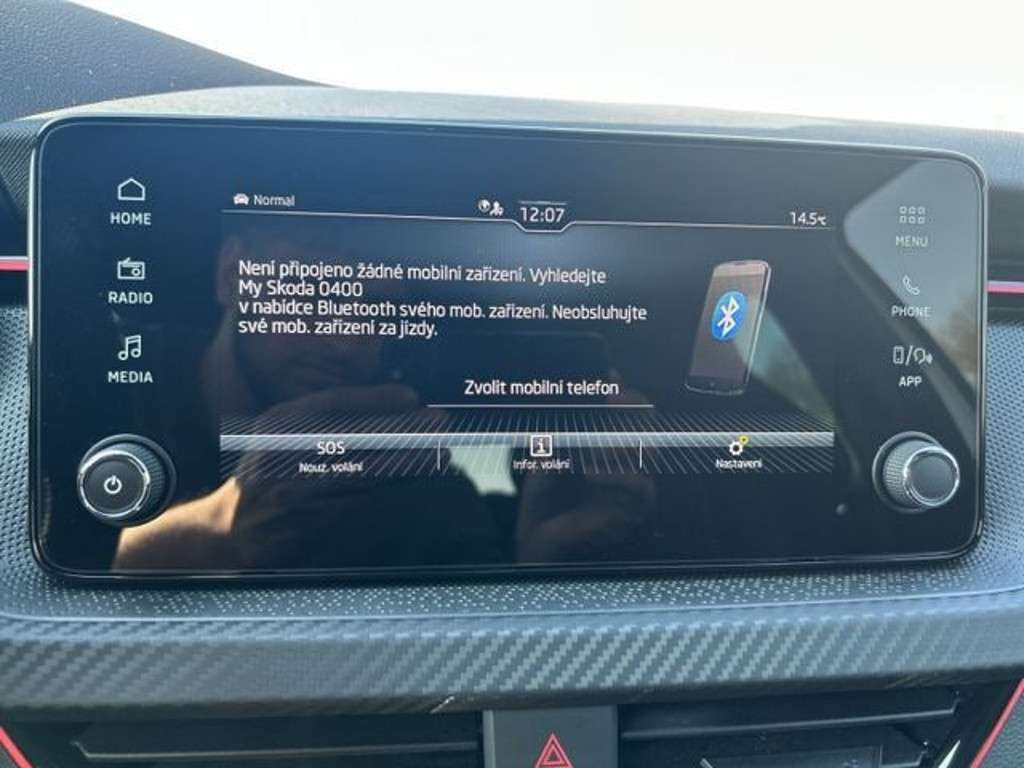 HOME
RADIO
MEDIA
Normal
12:07
14.5℃
Není připojeno žádné mobilní zařízení. Vyhledejte
My Skoda 0400
v nabídce Bluetooth svého mob. zařízení. Neobsluhujte
své mob. zařízení za jízdy.
Zvolit mobilní telefon
SOS
Nouz. volání
Infor. volání
Nastavení
MENU
PHONE
APP